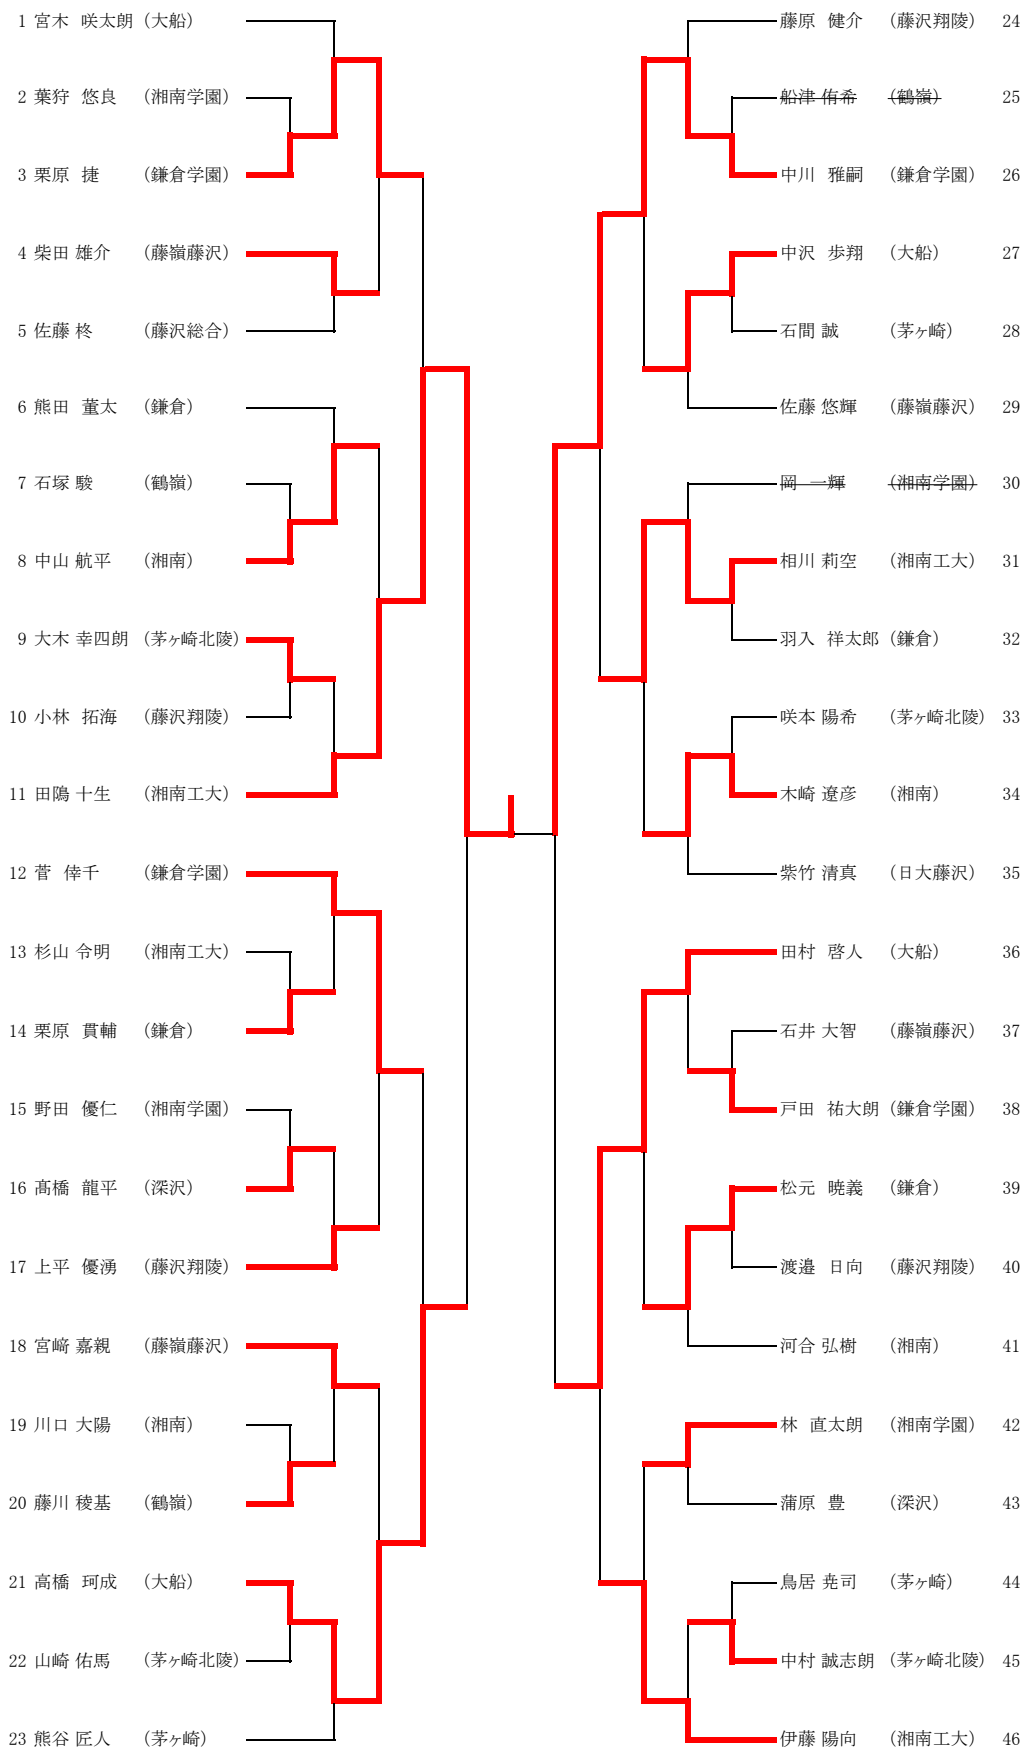 1 宮木 咲太朗 (大船)
2 葉狩 悠良 (湘南学園)
3 栗原 捷 (鎌倉学園)
4 柴田 雄介 (藤嶺藤沢)
5 佐藤 柊 (藤沢総合)
6 熊田 董太 (鎌倉)
7 石塚 駿 (鶴嶺)
8 中山 航平 (湘南)
9 大木 幸四朗 (茅ヶ崎北陵)
10 小林 拓海 (藤沢翔陵)
11 田隝 十生 (湘南工大)
12 菅 倖千 (鎌倉学園)
13 杉山 令明 (湘南工大)
14 栗原 貫輔 (鎌倉)
15 野田 優仁 (湘南学園)
16 髙橋 龍平 (深沢)
17 上平 優湧 (藤沢翔陵)
18 宮﨑 嘉親 (藤嶺藤沢)
19 川口 大陽 (湘南)
20 藤川 稜基 (鶴嶺)
21 高橋 珂成 (大船)
22 山崎 佑馬 (茅ヶ崎北陵)
23 熊谷 匠人 (茅ヶ崎)
藤原 健介 (藤沢翔陵) 24
船津 侑希 (鶴嶺) 25
中川 雅嗣 (鎌倉学園) 26
中沢 歩翔 (大船) 27
石間 誠 (茅ヶ崎) 28
佐藤 悠輝 (藤嶺藤沢) 29
岡 一輝 (湘南学園) 30
相川 莉空 (湘南工大) 31
羽入 祥太郎 (鎌倉) 32
咲本 陽希 (茅ヶ崎北陵) 33
木崎 遼彦 (湘南) 34
紫竹 清真 (日大藤沢) 35
田村 啓人 (大船) 36
石井 大智 (藤嶺藤沢) 37
戸田 祐大朗 (鎌倉学園) 38
松元 暁義 (鎌倉) 39
渡邉 日向 (藤沢翔陵) 40
河合 弘樹 (湘南) 41
林 直太朗 (湘南学園) 42
蒲原 豊 (深沢) 43
鳥居 尭司 (茅ヶ崎) 44
中村 誠志朗 (茅ヶ崎北陵) 45
伊藤 陽向 (湘南工大) 46